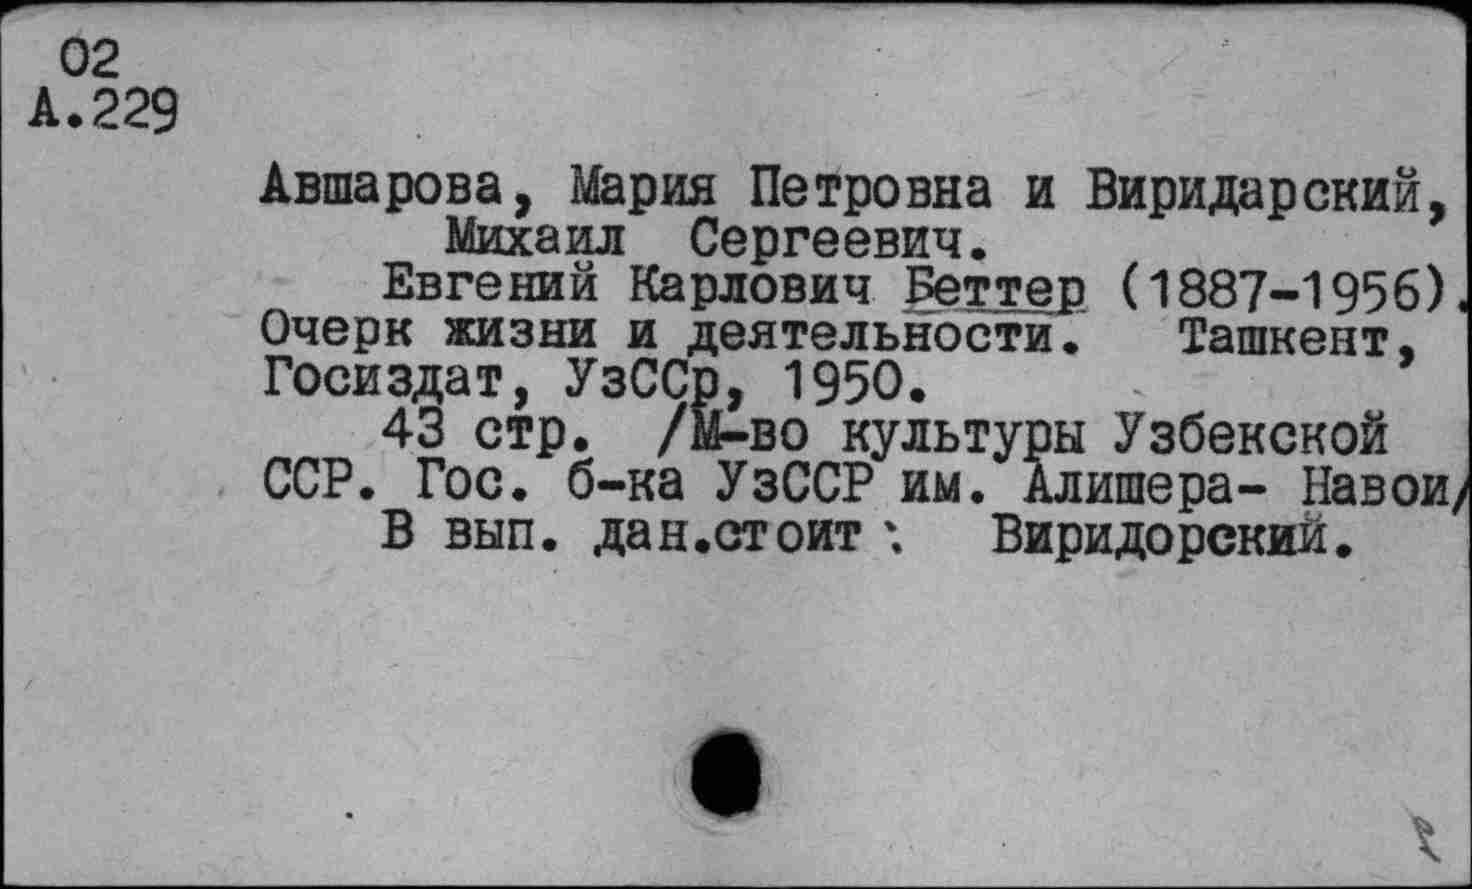 02
А.229
Авшарова, Мария Петровна и Виридарский,
Михаил Сергеевич.
Евгений Карлович Беттер (1887-1956).
Очерк жизни и деятельности. Ташкент,
Госиздат, УзССр, 1950.
43 стр. /М-во культуры Узбекской
ССР. Гос. б-ка УзССР им. Алишера- Навои/
В вып. дан.стоит : Виридорский.